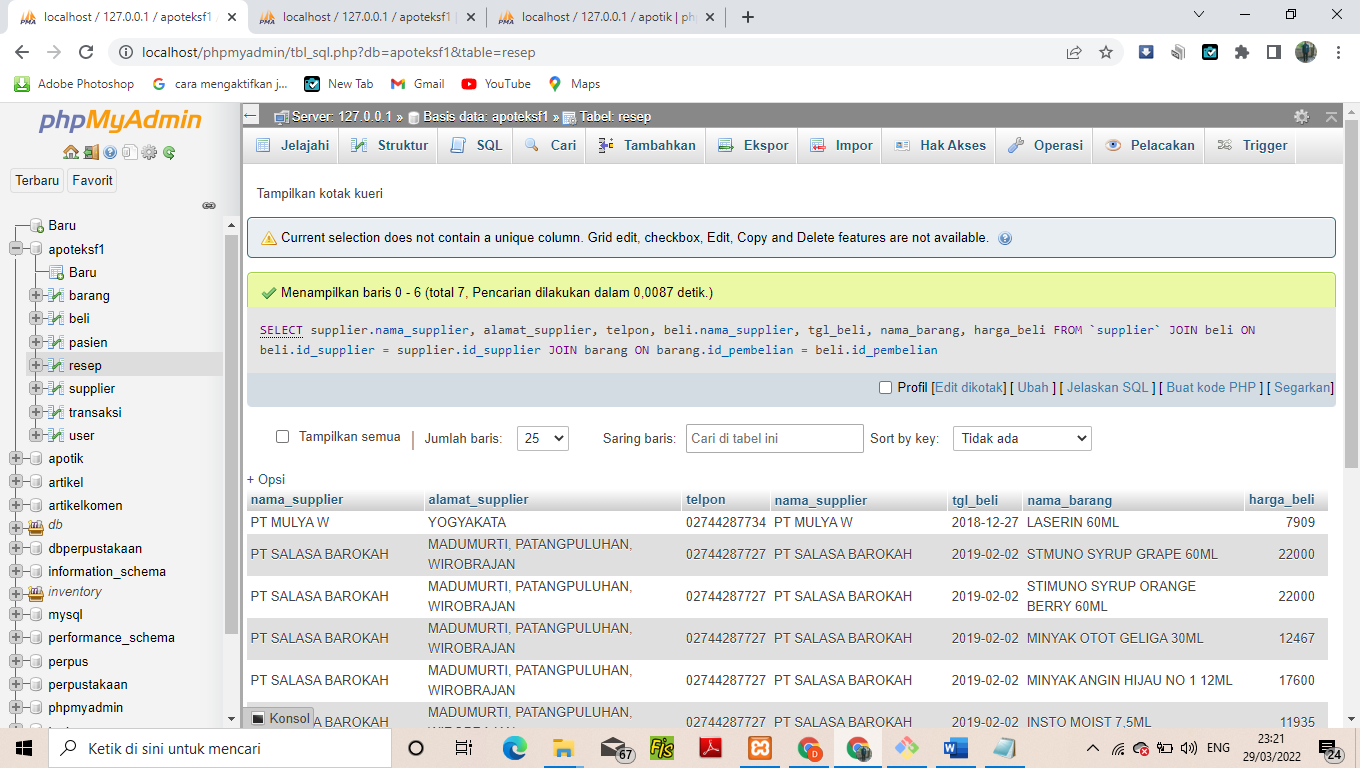 localhost / 127.0.0.1 / apoteksf1
localhost / 127.0.0.1 / apoteksf1 |
localhost / 127.0.0.1 / apotik | ph
localhost/phpmyadmin/tbl_sql.php?db=apoteksf1&table=resep
Adobe Photoshop
cara mengaktifkan j...
New Tab
Gmail
YouTube
Maps
phpMyAdmin
Terbaru
Favorit
Baru
apoteksf1
Baru
barang
beli
pasien
resep
supplier
transaksi
user
apotik
artikel
artikelkomen
db
dbperpustakaan
information_schema
inventory
mysql
performance_schema
perpus
perpustakaan
phpmyadmin
Server: 127.0.0.1 » Basis data: apoteksf1 » Tabel: resep
Jelajahi Struktur SQL Cari Tambahkan Ekspor Impor Hak Akses Operasi Pelacakan Trigger
Tampilkan kotak kueri
Current selection does not contain a unique column. Grid edit, checkbox, Edit, Copy and Delete features are not available.
Menampilkan baris 0 - 6 (total 7, Pencarian dilakukan dalam 0,0087 detik.)
SELECT supplier.nama_supplier, alamat_supplier, telpon, beli.nama_supplier, tgl_beli, nama_barang, harga_beli FROM `supplier` JOIN beli ON
beli.id_supplier = supplier.id_supplier JOIN barang ON barang.id_pembelian = beli.id_pembelian
Profil [Edit dikotak] [ Ubah ] [ Jelaskan SQL ] [ Buat kode PHP ] [ Segarkan]
Tampilkan semua | Jumlah baris: 25 Saring baris: Cari di tabel ini Sort by key: Tidak ada
+ Opsi
nama_supplier alamat_supplier telpon nama_supplier tgl_beli nama_barang harga_beli
PT MULYA W YOGYAKATA 02744287734 PT MULYA W 2018-12-27 LASERIN 60ML 7909
PT SALASA BAROKAH MADUMURTI, PATANGPULUHAN, WIROBRAJAN 02744287727 PT SALASA BAROKAH 2019-02-02 STMUNO SYRUP GRAPE 60ML 22000
PT SALASA BAROKAH MADUMURTI, PATANGPULUHAN, WIROBRAJAN 02744287727 PT SALASA BAROKAH 2019-02-02 STIMUNO SYRUP ORANGE BERRY 60ML 22000
PT SALASA BAROKAH MADUMURTI, PATANGPULUHAN, WIROBRAJAN 02744287727 PT SALASA BAROKAH 2019-02-02 MINYAK OTOT GELIGA 30ML 12467
PT SALASA BAROKAH MADUMURTI, PATANGPULUHAN, WIROBRAJAN 02744287727 PT SALASA BAROKAH 2019-02-02 MINYAK ANGIN HIJAU NO 1 12ML 17600
A BAROKAH MADUMURTI, PATANGPULUHAN, 02744287727 PT SALASA BAROKAH 2019-02-02 INSTO MOIST 7,5ML 11935
Konsol
Ketik di sini untuk mencari
67
Fis
D
ENG
23:21
29/03/2022
24